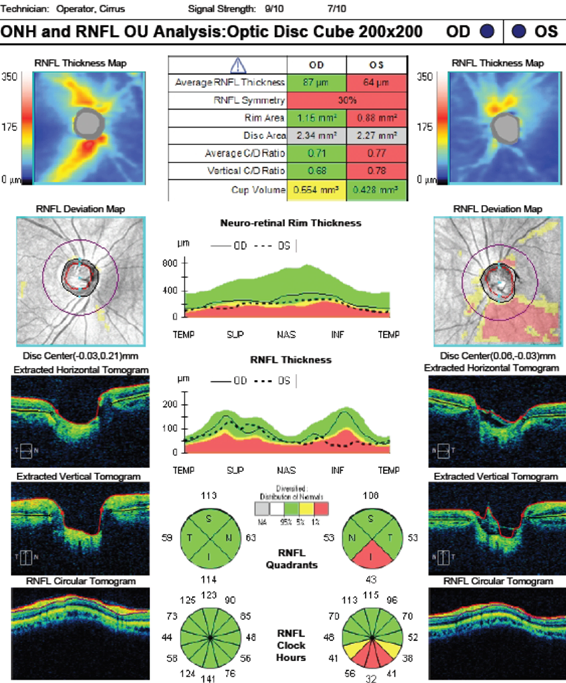 Technician: Operator, Cirrus Signal Strength: 9/10 7/10
ONH and RNFL OU Analysis:Optic Disc Cube 200x200 OD OS
RNFL Thickness Map
350
175
0 µm
OD OS
Average RNFL Thickness 87 µm 64 µm
RNFL Symmetry 30%
Rim Area 1.15 mm² 0.88 mm²
Disc Area 2.34 mm² 2.27 mm²
Average C/D Ratio 0.71 0.77
Vertical C/D Ratio 0.68 0.78
Cup Volume 0.554 mm³ 0.428 mm³
RNFL Thickness Map
350
175
0 µm
RNFL Deviation Map
Disc Center(-0.03,0.21)mm
Neuro-retinal Rim Thickness
µm OD OS
800
400
0
TEMP SUP NAS INF TEMP
RNFL Deviation Map
Disc Center(0.06,-0.03)mm
Extracted Horizontal Tomogram
T N
RNFL Thickness
µm OD OS
200
100
0
TEMP SUP NAS INF TEMP
Extracted Horizontal Tomogram
N T
Extracted Vertical Tomogram
T N
Diversified
Distribution of Normals
NA 95% 5% 1%
113
S
59 T N 63
I
114
RNFL
Quadrants
108
S
53 N T 53
I
43
Extracted Vertical Tomogram
N T
RNFL Circular Tomogram
125 123 90
73 85
44 48
58 56
124 141 76
RNFL
Clock
Hours
113 115 96
70 70
48 52
41 38
56 32 41
RNFL Circular Tomogram